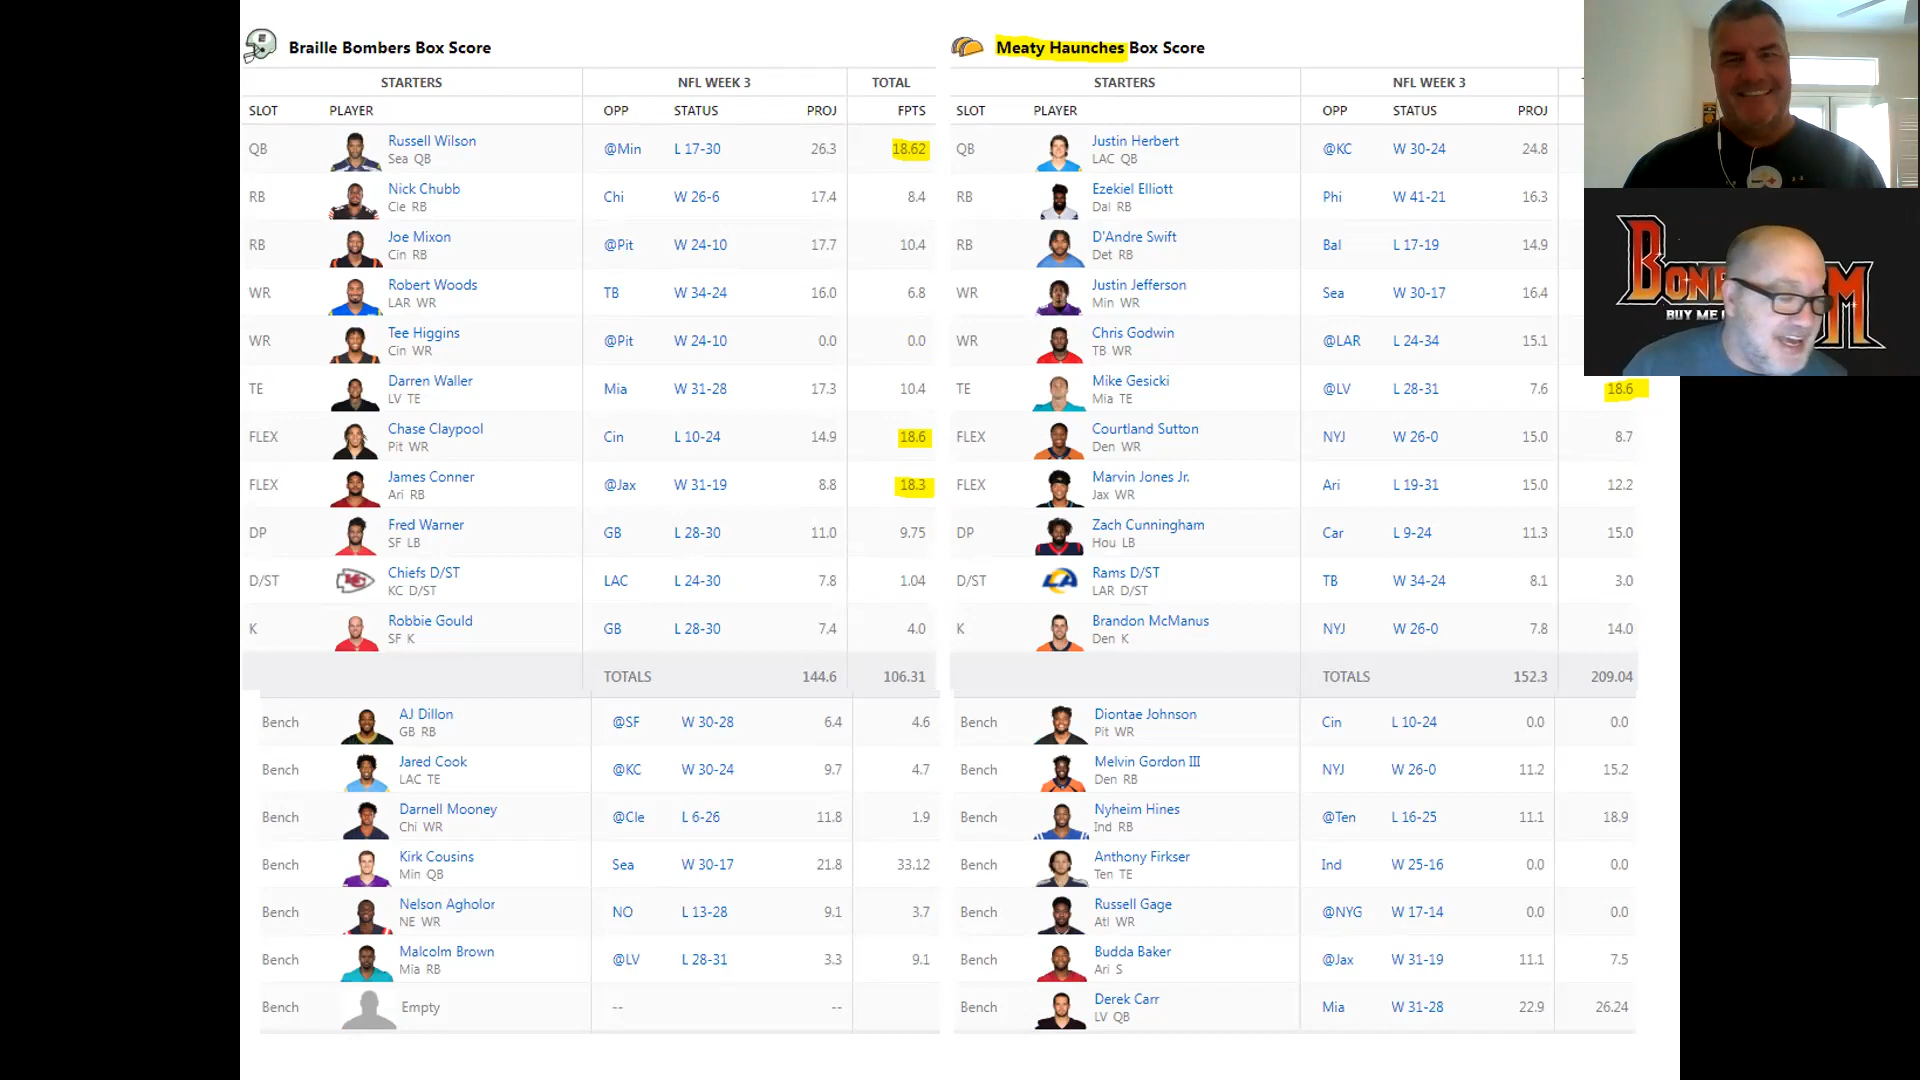 Braille Bombers Box Score
STARTERS NFL WEEK 3 TOTAL
SLOT PLAYER OPP STATUS PROJ FPTS
QB Russell Wilson Sea QB @Min L 17-30 26.3 18.62
RB Nick Chubb Cle RB Chi W 26-6 17.4 8.4
RB Joe Mixon Cin RB @Pit W 24-10 17.7 10.4
WR Robert Woods LAR WR TB W 34-24 16.0 6.8
WR Tee Higgins Cin WR @Pit W 24-10 0.0 0.0
TE Darren Waller LV TE Mia W 31-28 17.3 10.4
FLEX Chase Claypool Pit WR Cin L 10-24 14.9 18.6
FLEX James Conner Ari RB @Jax W 31-19 8.8 18.3
DP Fred Warner SF LB GB L 28-30 11.0 9.75
D/ST Chiefs D/ST KC D/ST LAC L 24-30 7.8 1.04
K Robbie Gould SF K GB L 28-30 7.4 4.0
TOTALS 144.6 106.31
Bench AJ Dillon GB RB @SF W 30-28 6.4 4.6
Bench Jared Cook LAC TE @KC W 30-24 9.7 4.7
Bench Darnell Mooney Chi WR @Cle L 6-26 11.8 1.9
Bench Kirk Cousins Min QB Sea W 30-17 21.8 33.12
Bench Nelson Agholor NE WR NO L 13-28 9.1 3.7
Bench Malcolm Brown Mia RB @LV L 28-31 3.3 9.1
Bench Empty -- --
Meaty Haunches Box Score
STARTERS NFL WEEK 3
SLOT PLAYER OPP STATUS PROJ
QB Justin Herbert LAC QB @KC W 30-24 24.8
RB Ezekiel Elliott Dal RB Phi W 41-21 16.3
RB D'Andre Swift Det RB Bal L 17-19 14.9
WR Justin Jefferson Min WR Sea W 30-17 16.4
WR Chris Godwin TB WR @LAR L 24-34 15.1
TE Mike Gesicki Mia TE @LV L 28-31 7.6 18.6
FLEX Courtland Sutton Den WR NYJ W 26-0 15.0 8.7
FLEX Marvin Jones Jr. Jax WR Ari L 19-31 15.0 12.2
DP Zach Cunningham Hou LB Car L 9-24 11.3 15.0
D/ST Rams D/ST LAR D/ST TB W 34-24 8.1 3.0
K Brandon McManus Den K NYJ W 26-0 7.8 14.0
TOTALS 152.3 209.04
Bench Diontae Johnson Pit WR Cin L 10-24 0.0 0.0
Bench Melvin Gordon III Den RB NYJ W 26-0 11.2 15.2
Bench Nyheim Hines Ind RB @Ten L 16-25 11.1 18.9
Bench Anthony Firkser Ten TE Ind W 25-16 0.0 0.0
Bench Russell Gage Atl WR @NYG W 17-14 0.0 0.0
Bench Budda Baker Ari S @Jax W 31-19 11.1 7.5
Bench Derek Carr LV QB Mia W 31-28 22.9 26.24
BUY ME